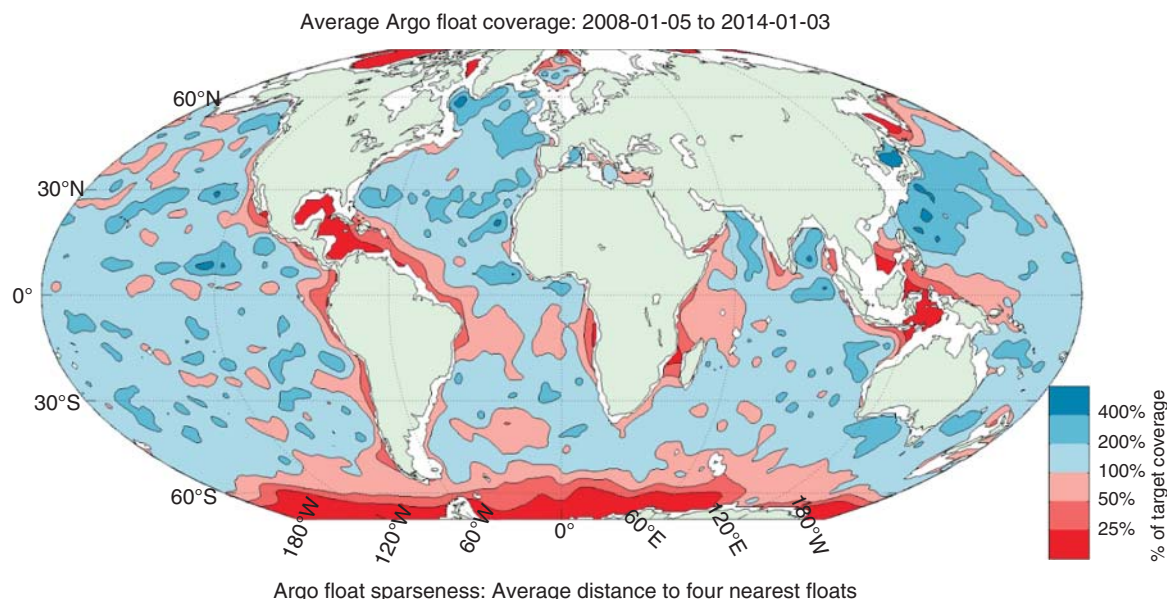 Average Argo float coverage: 2008-01-05 to 2014-01-03
60°N
30°N
0°
30°S
60°S
180°W
120°W
60°W
0°
60°E
120°E
180°W
400%
200%
100%
50%
25%
% of target coverage
Argo float sparseness: Average distance to four nearest floats